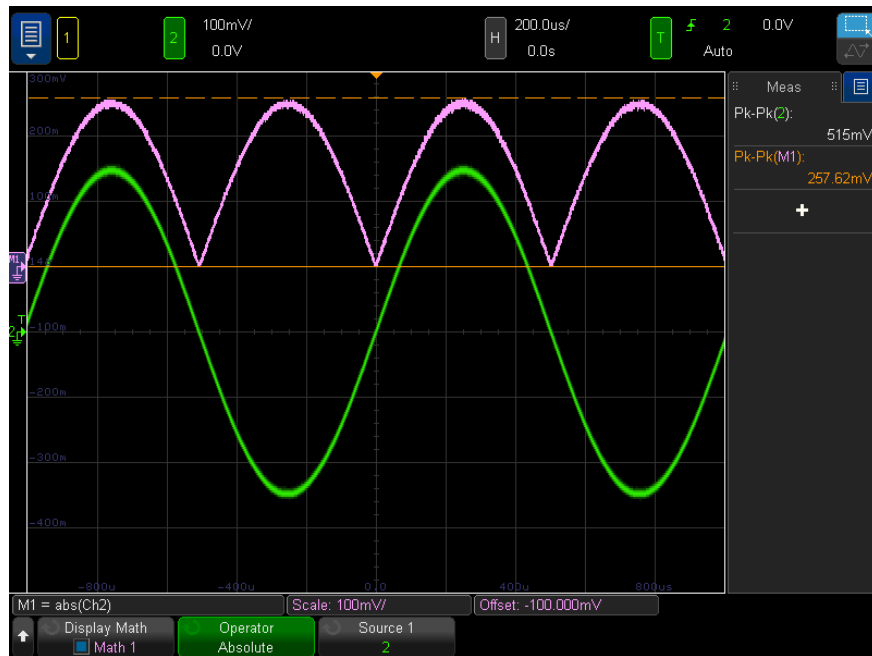 1
2
100mV/
0.0V
H
200.0us/
0.0s
T
2
0.0V
Auto
Meas
Pk-Pk(2):
515mV
Pk-Pk(M1):
257.62mV
+
300mV
200m
100m
M1
T
2
-100m
-200m
-300m
-400m
-800u
-400u
0.0
400u
800us
M1 = abs(Ch2)
Scale: 100mV/
Offset: -100.000mV
Display Math
Math 1
Operator
Absolute
Source 1
2